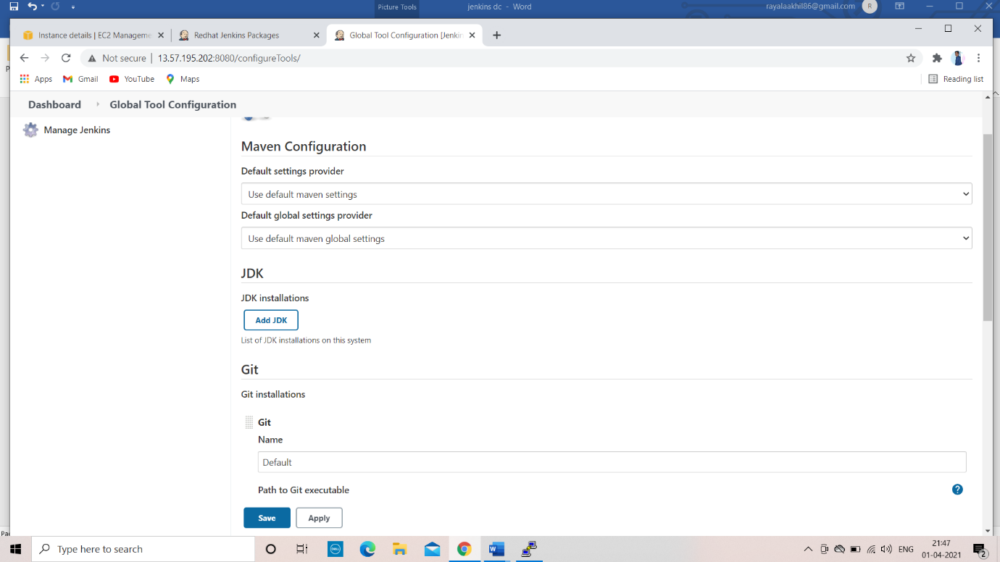 Picture Tools
jenkins dc - Word
rayalaakhil86@gmail.com
R
Instance details | EC2 Manageme
Redhat Jenkins Packages
Global Tool Configuration [Jenkin
Not secure | 13.57.195.202:8080/configureTools/
Apps
Gmail
YouTube
Maps
Reading list
Dashboard
Global Tool Configuration
Manage Jenkins
Maven Configuration
Default settings provider
Use default maven settings
Default global settings provider
Use default maven global settings
JDK
JDK installations
Add JDK
List of JDK installations on this system
Git
Git installations
Git
Name
Default
Path to Git executable
?
Save
Apply
Type here to search
DELL
W
ENG
21:47
01-04-2021
2